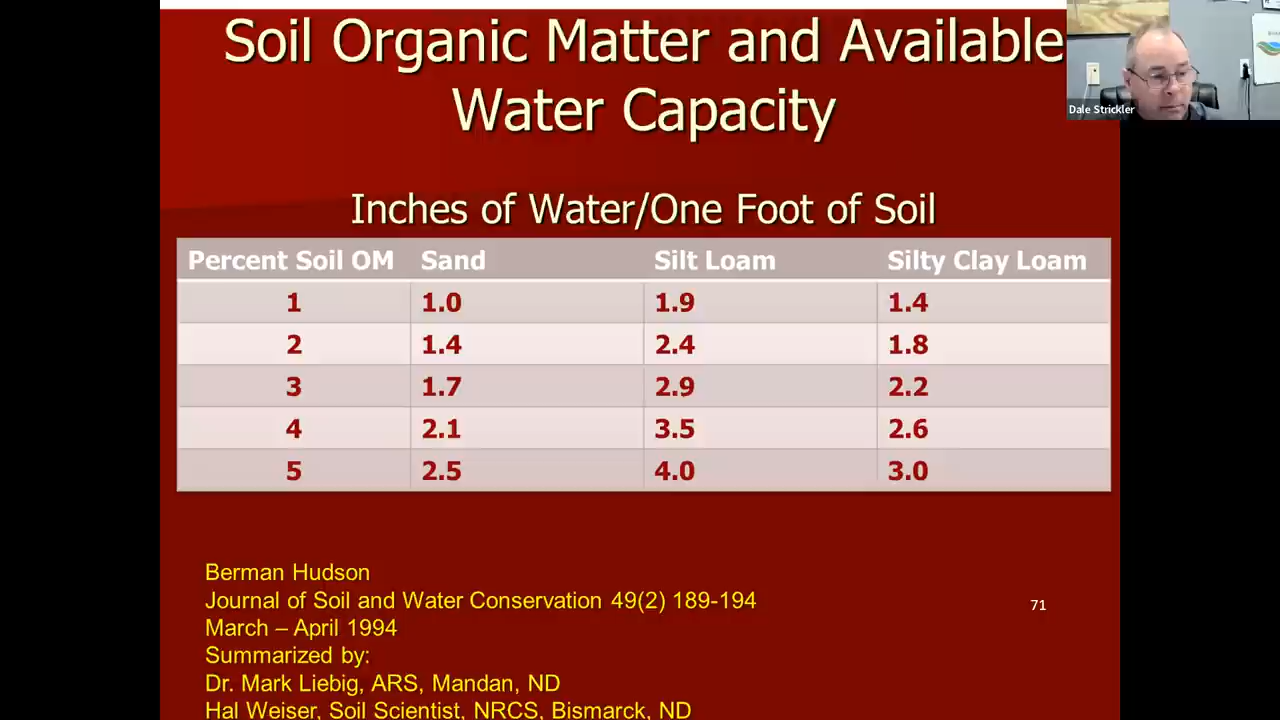 Soil Organic Matter and Available
Water Capacity
Dale Strickler
Inches of Water/One Foot of Soil
Percent Soil OM Sand Silt Loam Silty Clay Loam
1 1.0 1.9 1.4
2 1.4 2.4 1.8
3 1.7 2.9 2.2
4 2.1 3.5 2.6
5 2.5 4.0 3.0
Berman Hudson
Journal of Soil and Water Conservation 49(2) 189-194
71
March – April 1994
Summarized by:
Dr. Mark Liebig, ARS, Mandan, ND
Hal Weiser, Soil Scientist, NRCS, Bismarck, ND